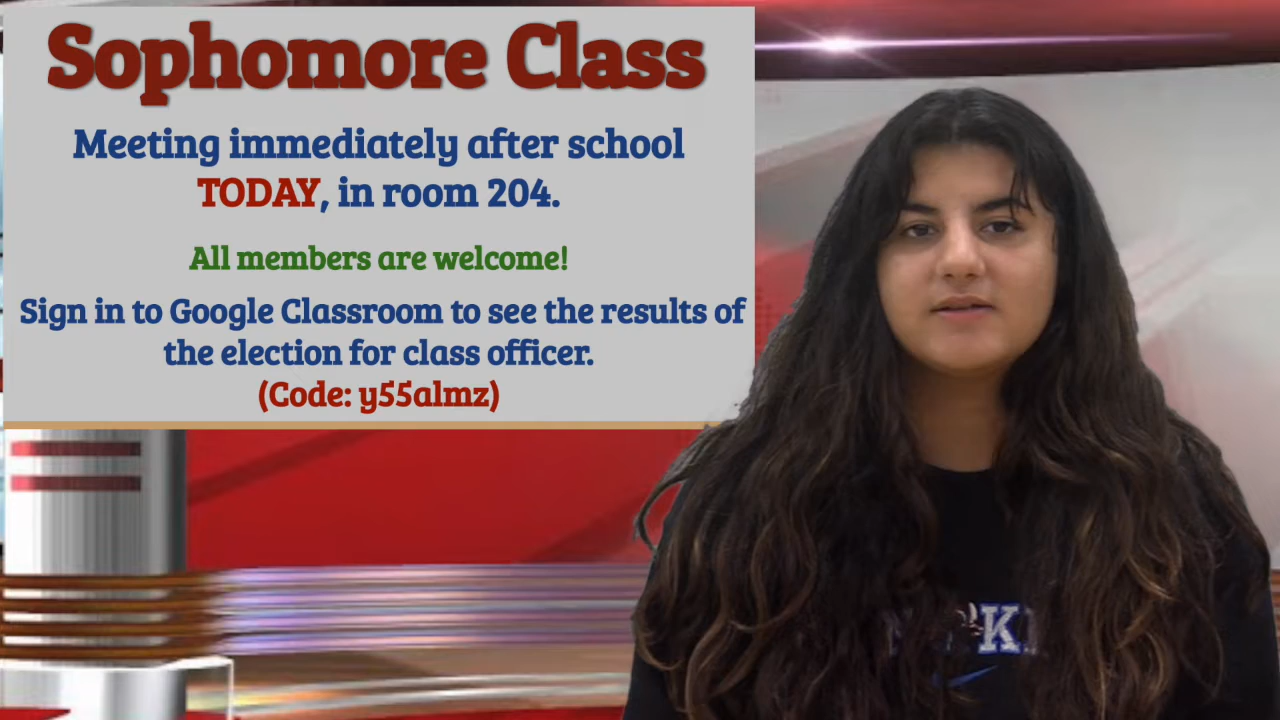 Sophomore Class
Meeting immediately after school
TODAY, in room 204.
All members are welcome!
Sign in to Google Classroom to see the results of
the election for class officer.
(Code: y55almz)